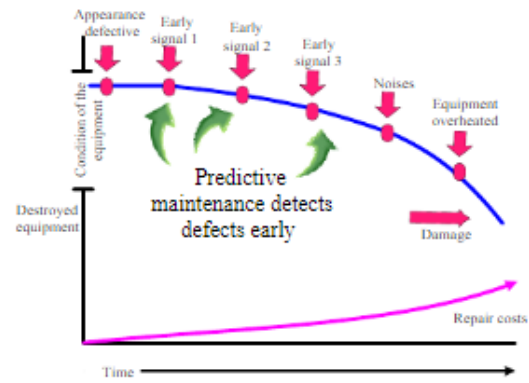 Appearance
defective
Early
signal 1
Early
signal 2
Early
signal 3
Noises
Equipment
overheated
Condition of the
equipment
Predictive
maintenance detects
defects early
Destroyed
equipment
Damage
Repair costs
Time